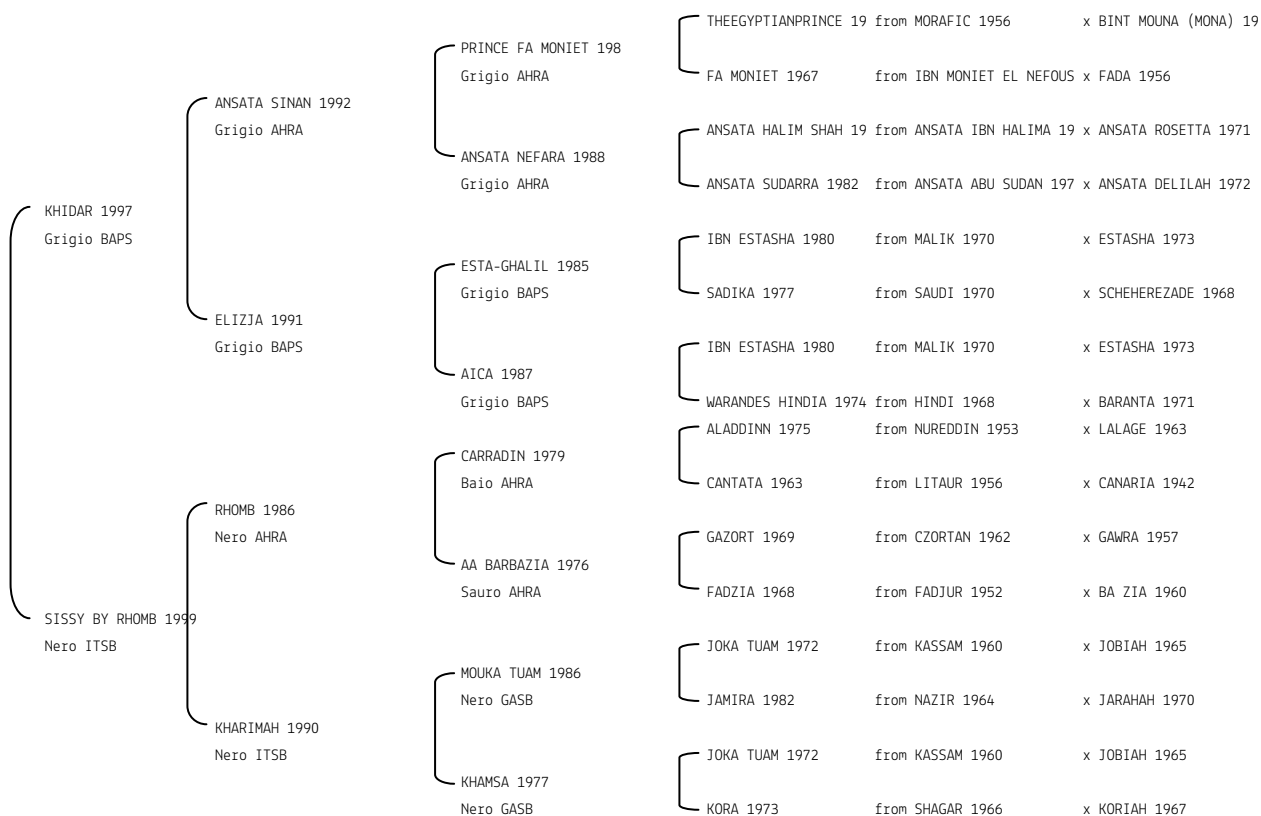 THEEGYPTIANPRINCE 19 from MORAFIC 1956 x BINT MOUNA (MONA) 19
PRINCE FA MONIET 198
Grigio AHRA
FA MONIET 1967 from IBN MONIET EL NEFOUS x FADA 1956
ANSATA SINAN 1992
Grigio AHRA
ANSATA HALIM SHAH 19 from ANSATA IBN HALIMA 19 x ANSATA ROSETTA 1971
ANSATA NEFARA 1988
Grigio AHRA
ANSATA SUDARRA 1982 from ANSATA ABU SUDAN 197 x ANSATA DELILAH 1972
KHIDAR 1997
Grigio BAPS
IBN ESTASHA 1980 from MALIK 1970 x ESTASHA 1973
ESTA-GHALIL 1985
Grigio BAPS
SADIKA 1977 from SAUDI 1970 x SCHEHEREZADE 1968
ELIZJA 1991
Grigio BAPS
IBN ESTASHA 1980 from MALIK 1970 x ESTASHA 1973
AICA 1987
Grigio BAPS
WARANDES HINDIA 1974 from HINDI 1968 x BARANTA 1971
ALADDINN 1975 from NUREDDIN 1953 x LALAGE 1963
CARRADIN 1979
Baio AHRA
CANTATA 1963 from LITAUR 1956 x CANARIA 1942
RHOMB 1986
Nero AHRA
GAZORT 1969 from CZORTAN 1962 x GAWRA 1957
AA BARBAZIA 1976
Sauro AHRA
FADZIA 1968 from FADJUR 1952 x BA ZIA 1960
SISSY BY RHOMB 1999
Nero ITSB
JOKA TUAM 1972 from KASSAM 1960 x JOBIAH 1965
MOUKA TUAM 1986
Nero GASB
JAMIRA 1982 from NAZIR 1964 x JARAHAH 1970
KHARIMAH 1990
Nero ITSB
JOKA TUAM 1972 from KASSAM 1960 x JOBIAH 1965
KHAMSA 1977
Nero GASB
KORA 1973 from SHAGAR 1966 x KORIAH 1967